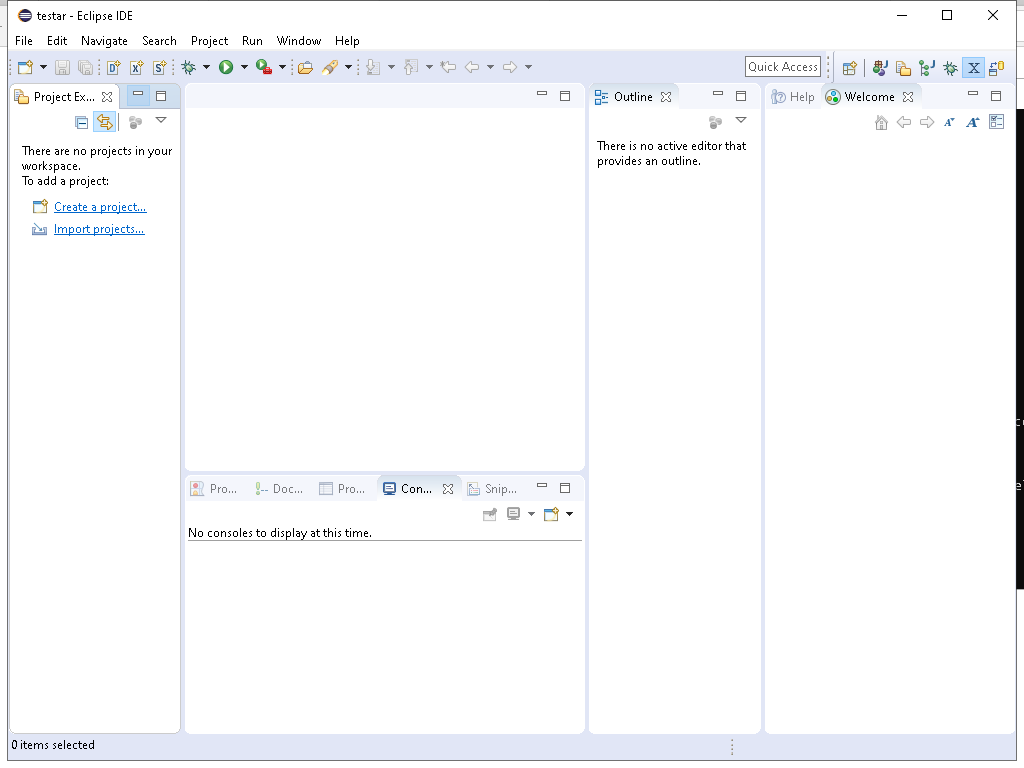 testar - Eclipse IDE
File Edit Navigate Search Project Run Window Help
Quick Access
Project Ex...
Outline
Help
Welcome
There are no projects in your
workspace.
To add a project:
Create a project...
Import projects...
There is no active editor that
provides an outline.
Pro...
Doc...
Pro...
Con...
Snip...
No consoles to display at this time.
0 items selected